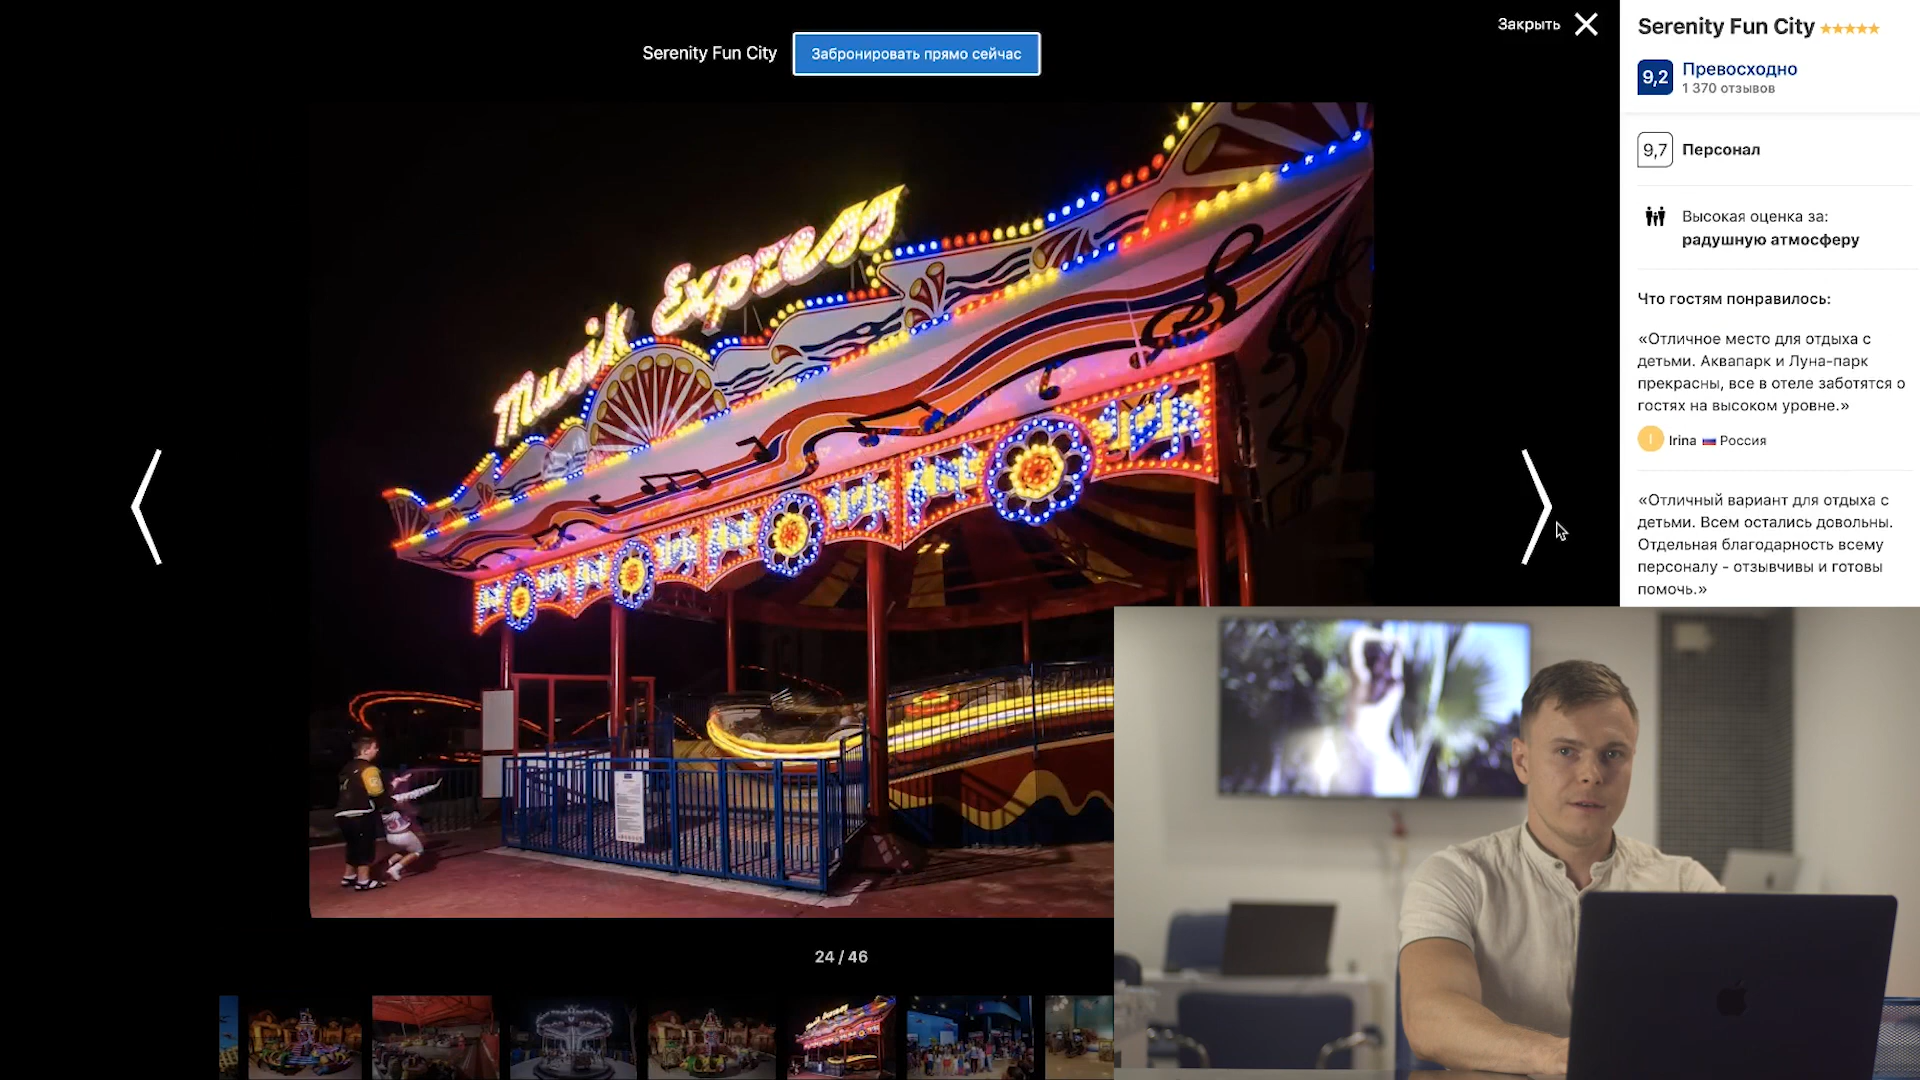 Закрыть
Serenity Fun City
Забронировать прямо сейчас
Musik Express
24 / 46
Serenity Fun City
9,2
Превосходно
1 370 отзывов
9,7
Персонал
Высокая оценка за:
радушную атмосферу
Что гостям понравилось:
«Отличное место для отдыха с
детьми. Аквапарк и Луна-парк
прекрасны, все в отеле заботятся о
гостях на высоком уровне.»
I
Irina
Россия
«Отличный вариант для отдыха с
детьми. Всем остались довольны.
Отдельная благодарность всему
персоналу - отзывчивы и готовы
помочь.»